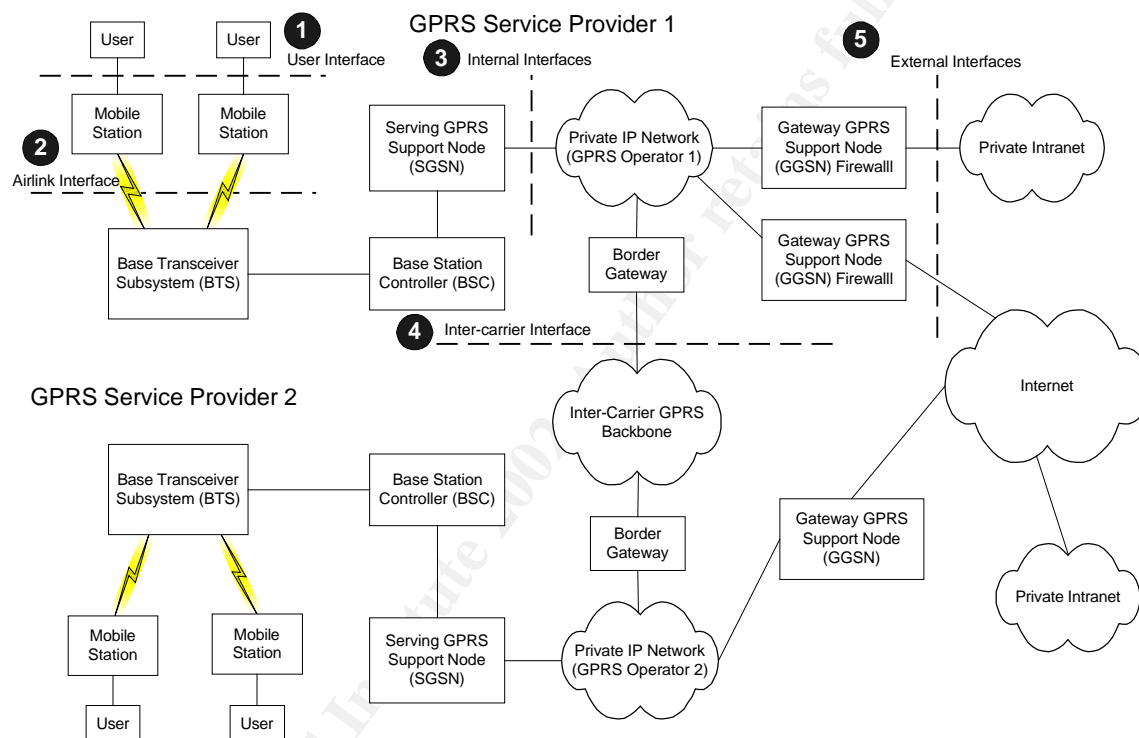 GPRS Service Provider 1
User
User
1
User Interface
3
Internal Interfaces
5
External Interfaces
Mobile
Station
Mobile
Station
2
Airlink Interface
Serving GPRS
Support Node
(SGSN)
Private IP Network
(GPRS Operator 1)
Gateway GPRS
Support Node
(GGSN) Firewalll
Private Intranet
Base Transceiver
Subsystem (BTS)
Base Station
Controller (BSC)
Border
Gateway
Gateway GPRS
Support Node
(GGSN) Firewalll
4
Inter-carrier Interface
GPRS Service Provider 2
Inter-Carrier GPRS
Backbone
Internet
Base Transceiver
Subsystem (BTS)
Base Station
Controller (BSC)
Border
Gateway
Gateway GPRS
Support Node
(GGSN)
Private Intranet
Mobile
Station
Mobile
Station
Serving GPRS
Support Node
(SGSN)
Private IP Network
(GPRS Operator 2)
User
User
Institute 2002 Author retains full